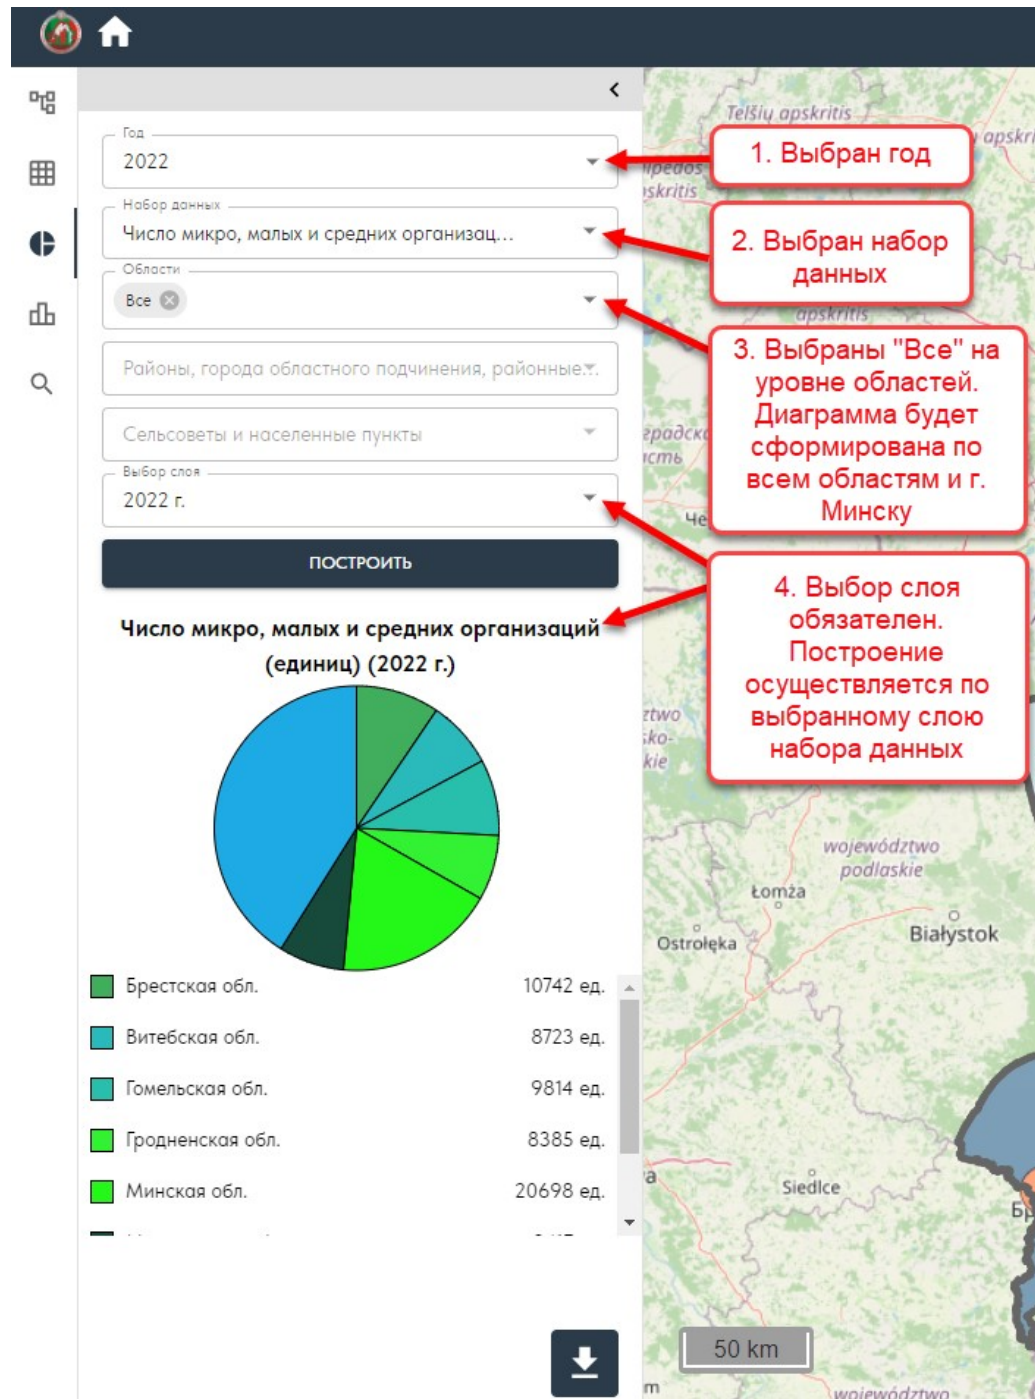 Год
2022
Набор данных
Число микро, малых и средних организац...
Области
Все
Районы, города областного подчинения, районные...
Сельсоветы и населенные пункты
Выбор слоя
2022 г.
ПОСТРОИТЬ
Число микро, малых и средних организаций
(единиц) (2022 г.)
Брестская обл. 10742 ед.
Витебская обл. 8723 ед.
Гомельская обл. 9814 ед.
Гродненская обл. 8385 ед.
Минская обл. 20698 ед.
1. Выбран год
2. Выбран набор
данных
3. Выбраны "Все" на
уровне областей.
Диаграмма будет
сформирована по
всем областям и г.
Минску
4. Выбор слоя
обязателен.
Построение
осуществляется по
выбранному слою
набора данных
Telšių apskritis
apskritis
województwo
podlaskie
Łomża
Ostrołęka
Białystok
Siedlce
50 km
województwo